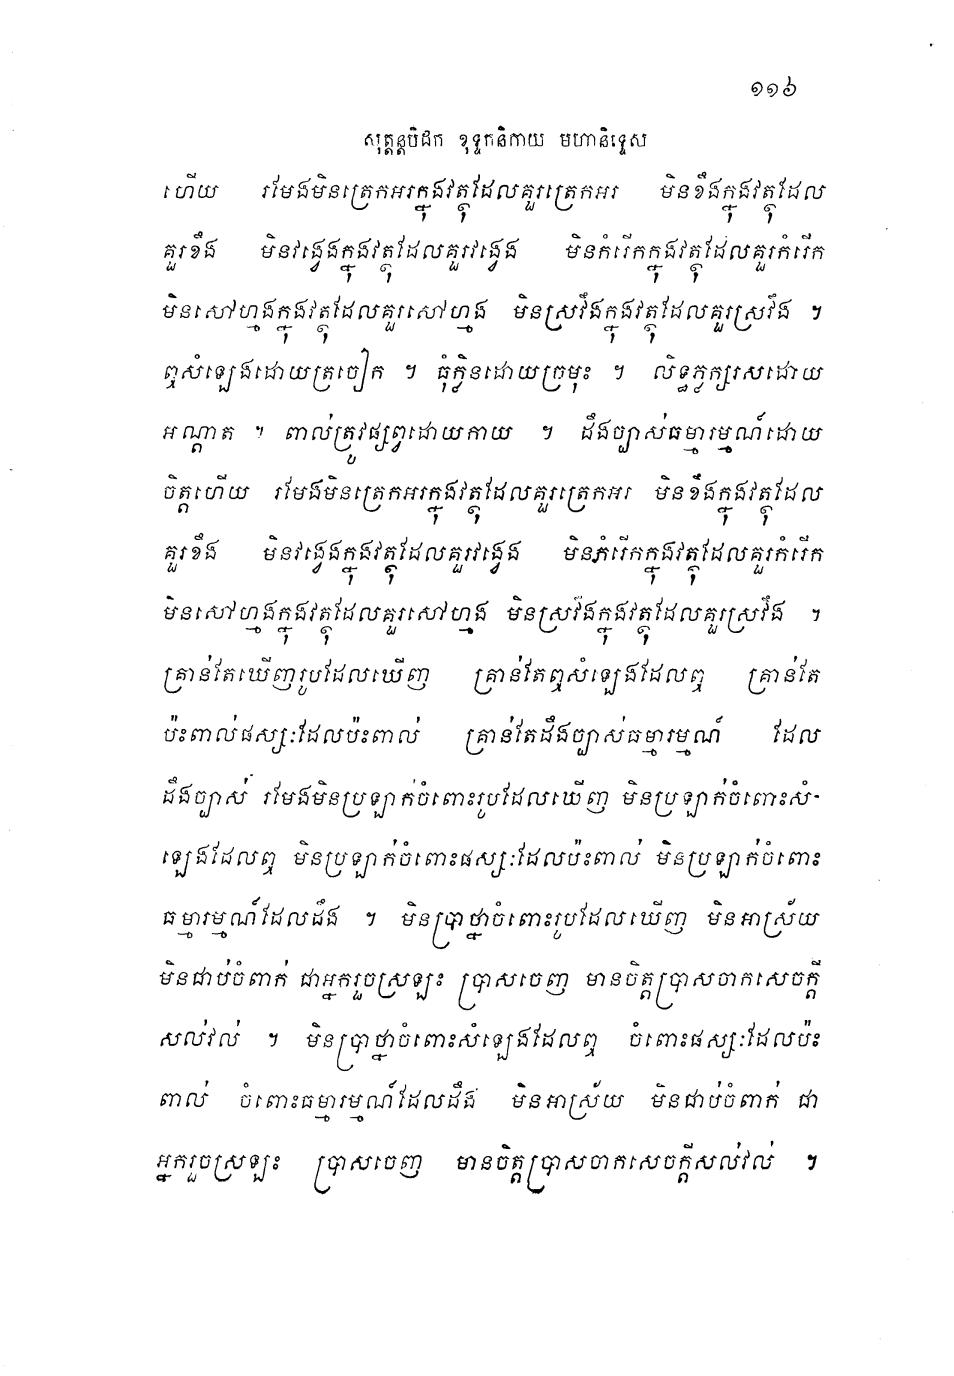 ១១៦
សុត្តន្តបិដក ខុទ្ទកនិកាយ មហានិទ្ទេស
ហើយ រមែងមិនត្រេកអរក្នុងវត្ថុដែលគួរត្រេកអរ មិនខឹងក្នុងវត្ថុដែល
គួរខឹង មិនវង្វេងក្នុងវត្ថុដែលគួរវង្វេង មិនកំរើកក្នុងវត្ថុដែលគួរកំរើក
មិនសៅហ្មងក្នុងវត្ថុដែលគួរសៅហ្មង មិនស្រវឹងក្នុងវត្ថុដែលគួរស្រវឹង ។
ឮសំឡេងដោយត្រចៀក ។ ធុំក្លិនដោយច្រមុះ ។ លិទ្ធភ្លក្សរសដោយ
អណ្តាត ។ ពាល់ត្រូវផ្សព្វដោយកាយ ។ ដឹងច្បាស់ធម្មារម្មណ៍ដោយ
ចិត្តហើយ រមែងមិនត្រេកអរក្នុងវត្ថុដែលគួរត្រេកអរ មិនខឹងក្នុងវត្ថុដែល
គួរខឹង មិនវង្វេងក្នុងវត្ថុដែលគួរវង្វេង មិនកំរើកក្នុងវត្ថុដែលគួរកំរើក
មិនសៅហ្មងក្នុងវត្ថុដែលគួរសៅហ្មង មិនស្រវឹងក្នុងវត្ថុដែលគួរស្រវឹង ។
គ្រាន់តែឃើញរូបដែលឃើញ គ្រាន់តែឮសំឡេងដែលឮ គ្រាន់តែ
ប៉ះពាល់ផស្សៈដែលប៉ះពាល់ គ្រាន់តែដឹងច្បាស់ធម្មារម្មណ៍ ដែល
ដឹងច្បាស់ រមែងមិនប្រឡាក់ចំពោះរូបដែលឃើញ មិនប្រឡាក់ចំពោះសំ-
ឡេងដែលឮ មិនប្រឡាក់ចំពោះផស្សៈដែលប៉ះពាល់ មិនប្រឡាក់ចំពោះ
ធម្មារម្មណ៍ដែលដឹង ។ មិនប្រាថ្នាចំពោះរូបដែលឃើញ មិនអាស្រ័យ
មិនជាប់ចំពាក់ ជាអ្នករួចស្រឡះ ប្រាសចេញ មានចិត្តប្រាសចាកសេចក្តី
សល់វល់ ។ មិនប្រាថ្នាចំពោះសំឡេងដែលឮ ចំពោះផស្សៈដែលប៉ះ
ពាល់ ចំពោះធម្មារម្មណ៍ដែលដឹង មិនអាស្រ័យ មិនជាប់ចំពាក់ ជា
អ្នករួចស្រឡះ ប្រាសចេញ មានចិត្តប្រាសចាកសេចក្តីសល់វល់ ។